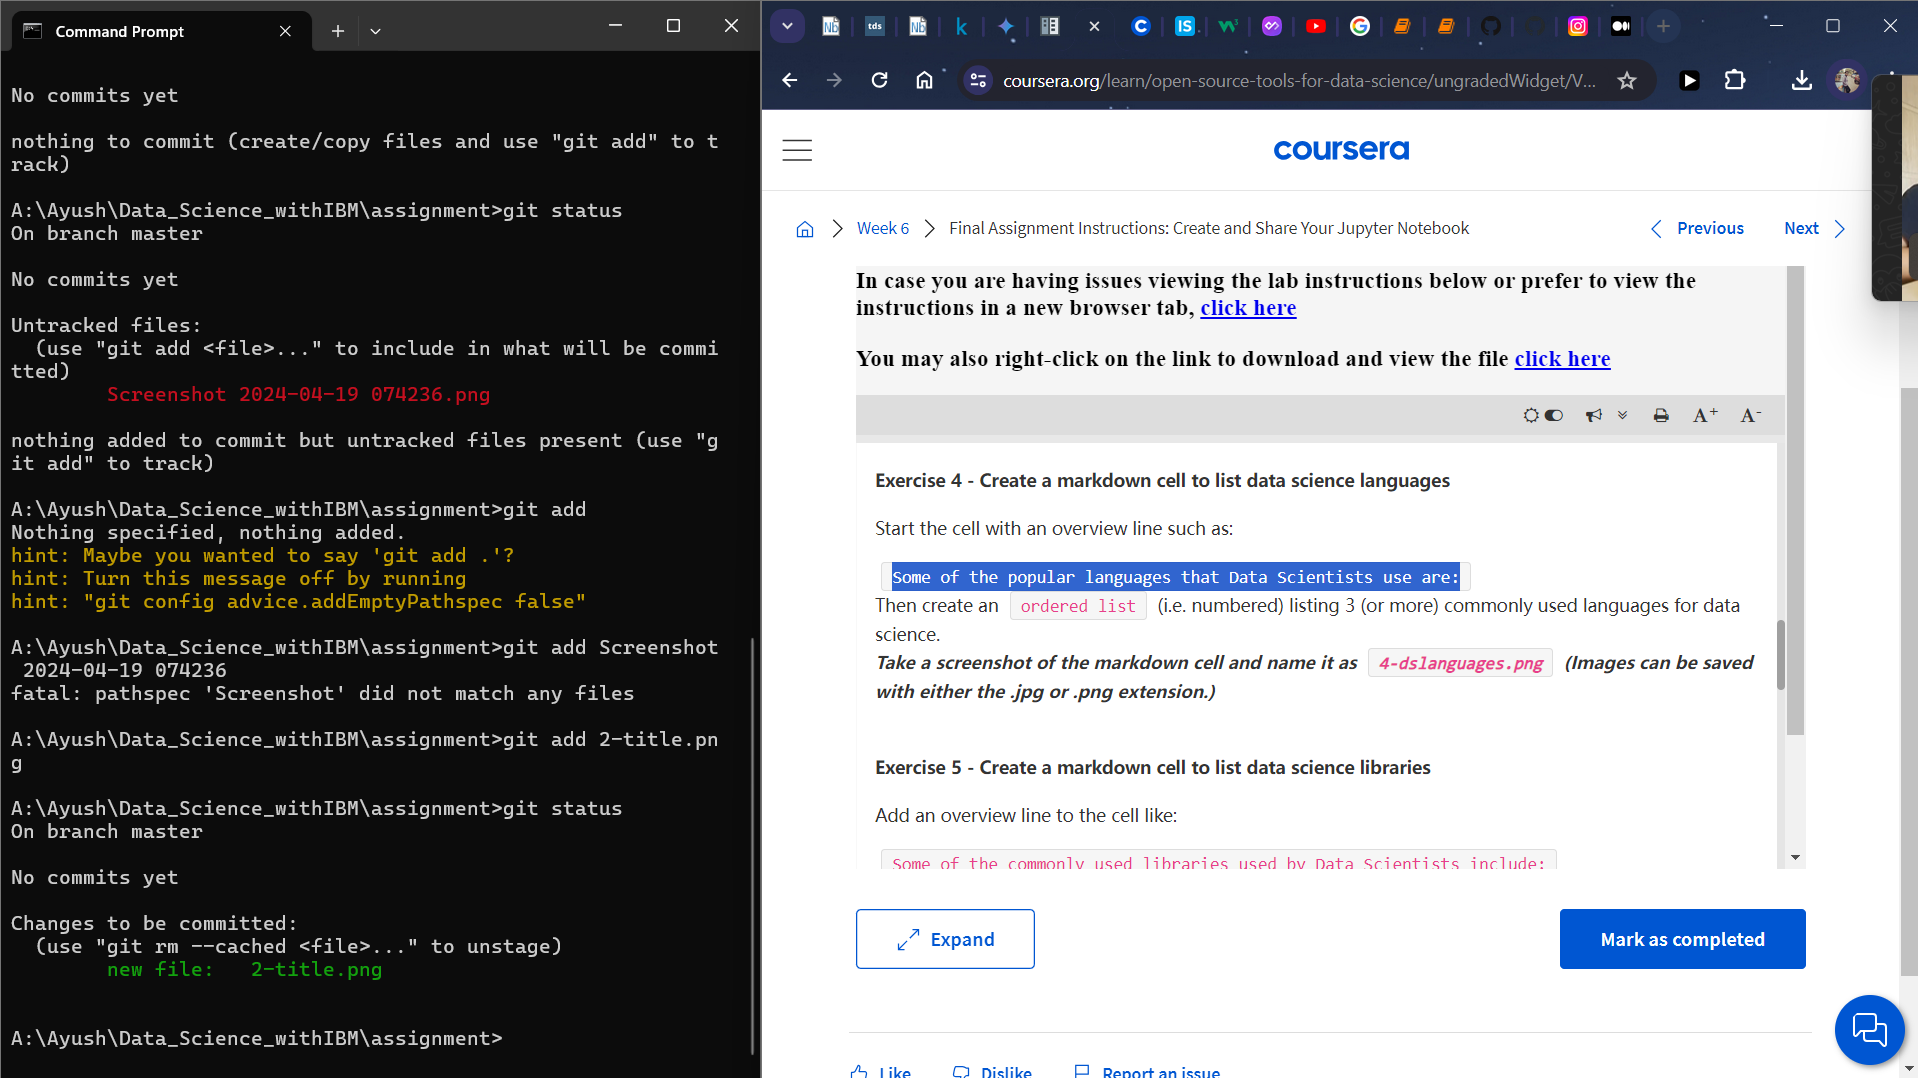 Command Prompt
No commits yet
nothing to commit (create/copy files and use "git add" to t
rack)
A:\Ayush\Data_Science_withIBM\assignment>git status
On branch master
No commits yet
Untracked files:
(use "git add <file>..." to include in what will be commi
tted)
Screenshot 2024-04-19 074236.png
nothing added to commit but untracked files present (use "g
it add" to track)
A:\Ayush\Data_Science_withIBM\assignment>git add
Nothing specified, nothing added.
hint: Maybe you wanted to say 'git add .'?
hint: Turn this message off by running
hint: "git config advice.addEmptyPathspec false"
A:\Ayush\Data_Science_withIBM\assignment>git add Screenshot
2024-04-19 074236
fatal: pathspec 'Screenshot' did not match any files
A:\Ayush\Data_Science_withIBM\assignment>git add 2-title.pn
g
A:\Ayush\Data_Science_withIBM\assignment>git status
On branch master
No commits yet
Changes to be committed:
(use "git rm --cached <file>..." to unstage)
new file:   2-title.png
A:\Ayush\Data_Science_withIBM\assignment>
coursera.org/learn/open-source-tools-for-data-science/ungradedWidget/V...
coursera
Week 6
Final Assignment Instructions: Create and Share Your Jupyter Notebook
Previous
Next
In case you are having issues viewing the lab instructions below or prefer to view the
instructions in a new browser tab, click here
You may also right-click on the link to download and view the file click here
A+ A-
Exercise 4 - Create a markdown cell to list data science languages
Start the cell with an overview line such as:
Some of the popular languages that Data Scientists use are:
Then create an ordered list (i.e. numbered) listing 3 (or more) commonly used languages for data
science.
Take a screenshot of the markdown cell and name it as 4-dslanguages.png (Images can be saved
with either the .jpg or .png extension.)
Exercise 5 - Create a markdown cell to list data science libraries
Add an overview line to the cell like:
Some of the commonly used libraries used by Data Scientists include:
Expand
Mark as completed
Like
Dislike
Report an issue